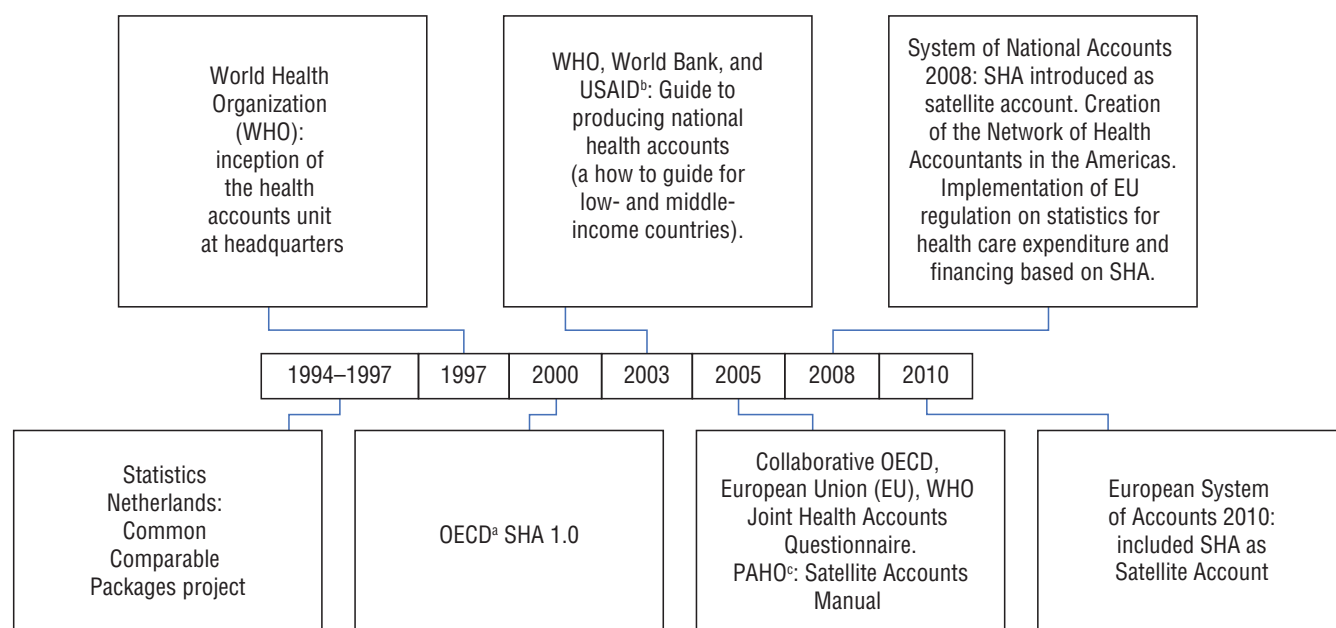 World Health
Organization
(WHO):
inception of
the health
accounts unit
at headquarters
WHO, World Bank, and
USAIDᵇ: Guide to
producing national
health accounts
(a how to guide for
low- and middle-
income countries).
System of National Accounts
2008: SHA introduced as
satellite account. Creation
of the Network of Health
Accountants in the Americas.
Implementation of EU
regulation on statistics for
health care expenditure and
financing based on SHA.
1994–1997 1997 2000 2003 2005 2008 2010
Statistics
Netherlands:
Common
Comparable
Packages project
OECDᵃ SHA 1.0
Collaborative OECD,
European Union (EU), WHO
Joint Health Accounts
Questionnaire.
PAHOᶜ: Satellite Accounts
Manual
European System
of Accounts 2010:
included SHA as
Satellite Account